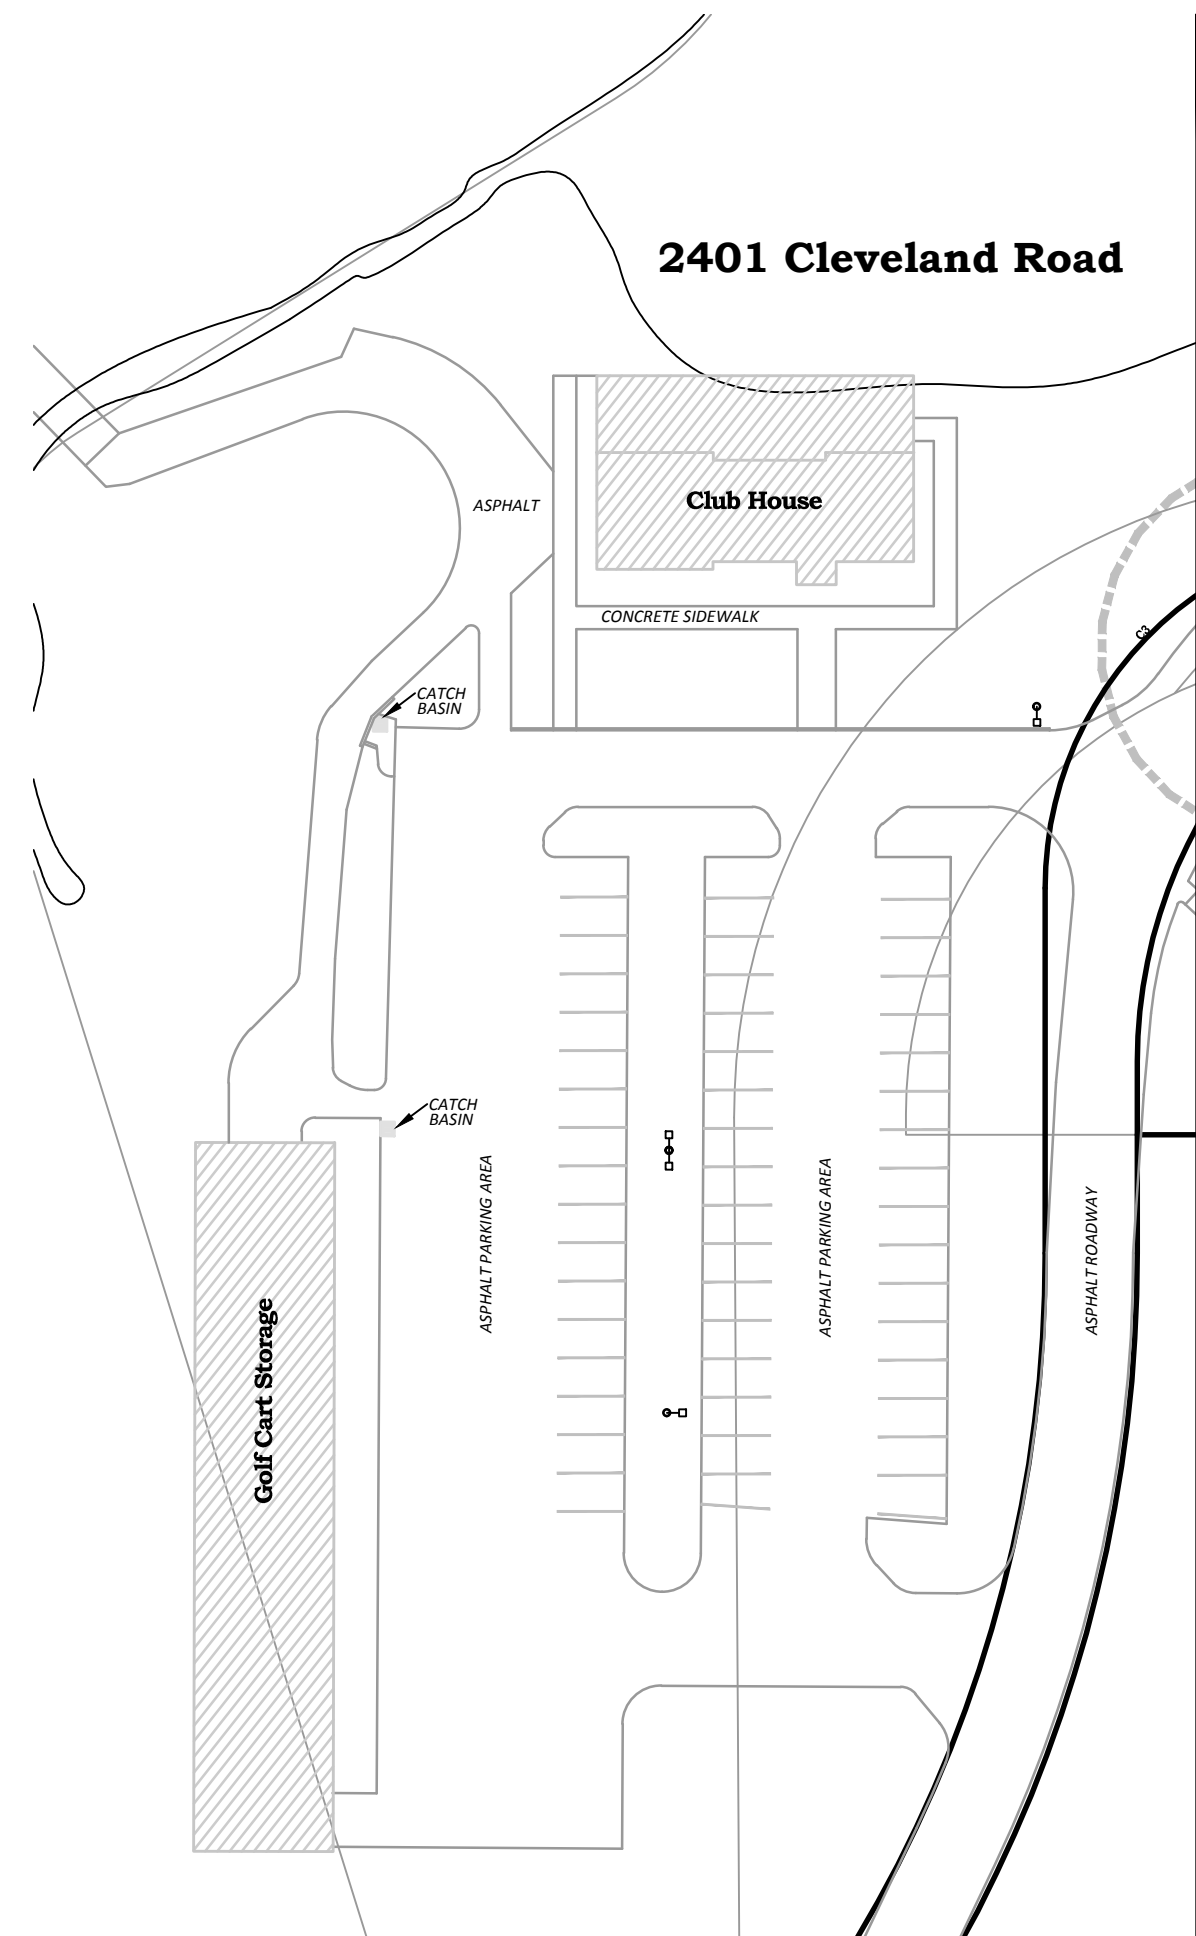 2401 Cleveland Road
Club House
ASPHALT
CONCRETE SIDEWALK
C3
CATCH
BASIN
CATCH
BASIN
ASPHALT PARKING AREA
ASPHALT PARKING AREA
ASPHALT ROADWAY
Golf Cart Storage